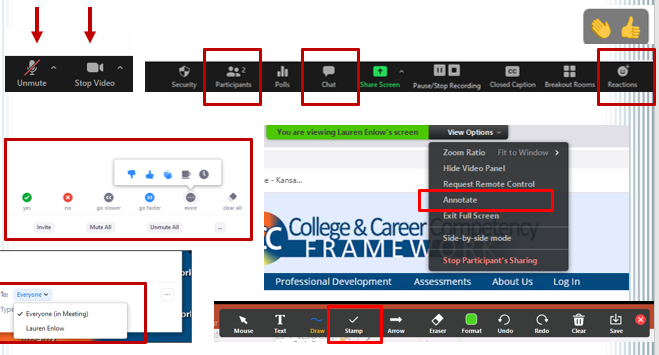 Unmute
Stop Video
2
Security
Participants
Polls
Chat
Share Screen
Pause/Stop Recording
CC
Closed Caption
Breakout Rooms
Reactions
yes
no
go slower
go faster
more
clear all
Invite
Mute All
Unmute All
...
You are viewing Lauren Enlow's screen
View Options
Zoom Ratio Fit to Window
Hide Video Panel
Request Remote Control
Annotate
Exit Full Screen
Side-by-side mode
Stop Participant's Sharing
e - Kansa...
College & Career Competency
FRAMEWORK
Professional Development
Assessments
About Us
Log In
To: Everyone
Type
Everyone (in Meeting)
Lauren Enlow
Mouse
Text
Draw
Stamp
Arrow
Eraser
Format
Undo
Redo
Clear
Save